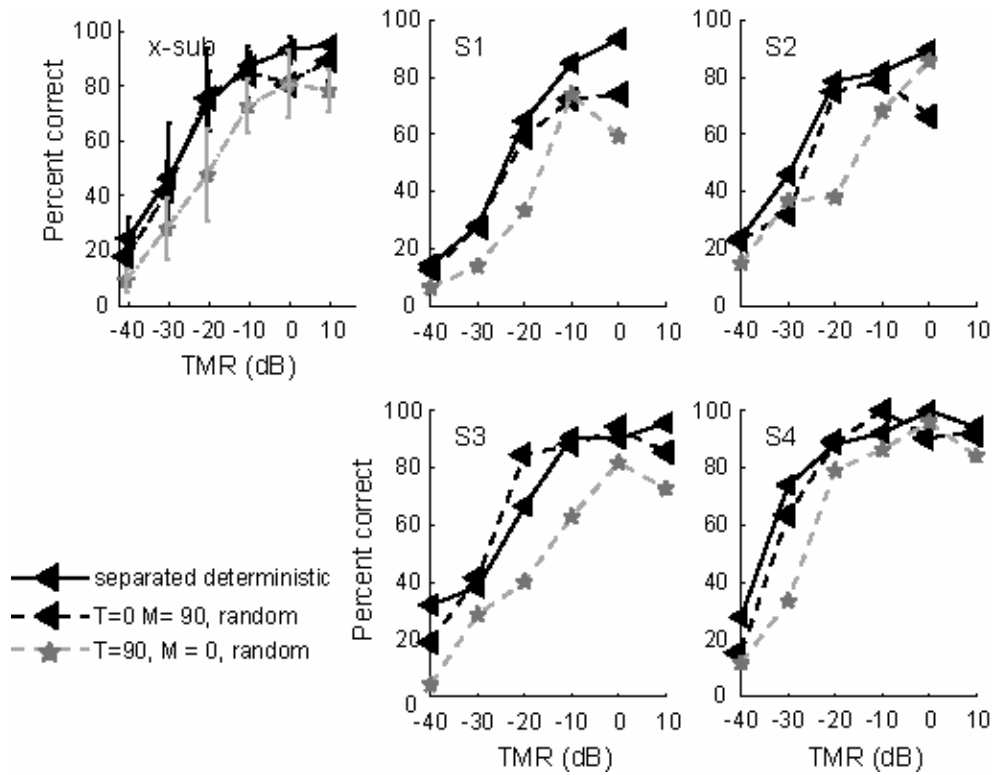 x-sub
Percent correct
100
80
60
40
20
0
-40 -30 -20 -10 0 10
TMR (dB)
S1
100
80
60
40
20
0
-40 -30 -20 -10 0 10
S2
100
80
60
40
20
0
-40 -30 -20 -10 0 10
S3
Percent correct
100
80
60
40
20
0
-40 -30 -20 -10 0 10
TMR (dB)
S4
100
80
60
40
20
0
-40 -30 -20 -10 0 10
TMR (dB)
separated deterministic
T=0 M= 90, random
T=90, M = 0, random